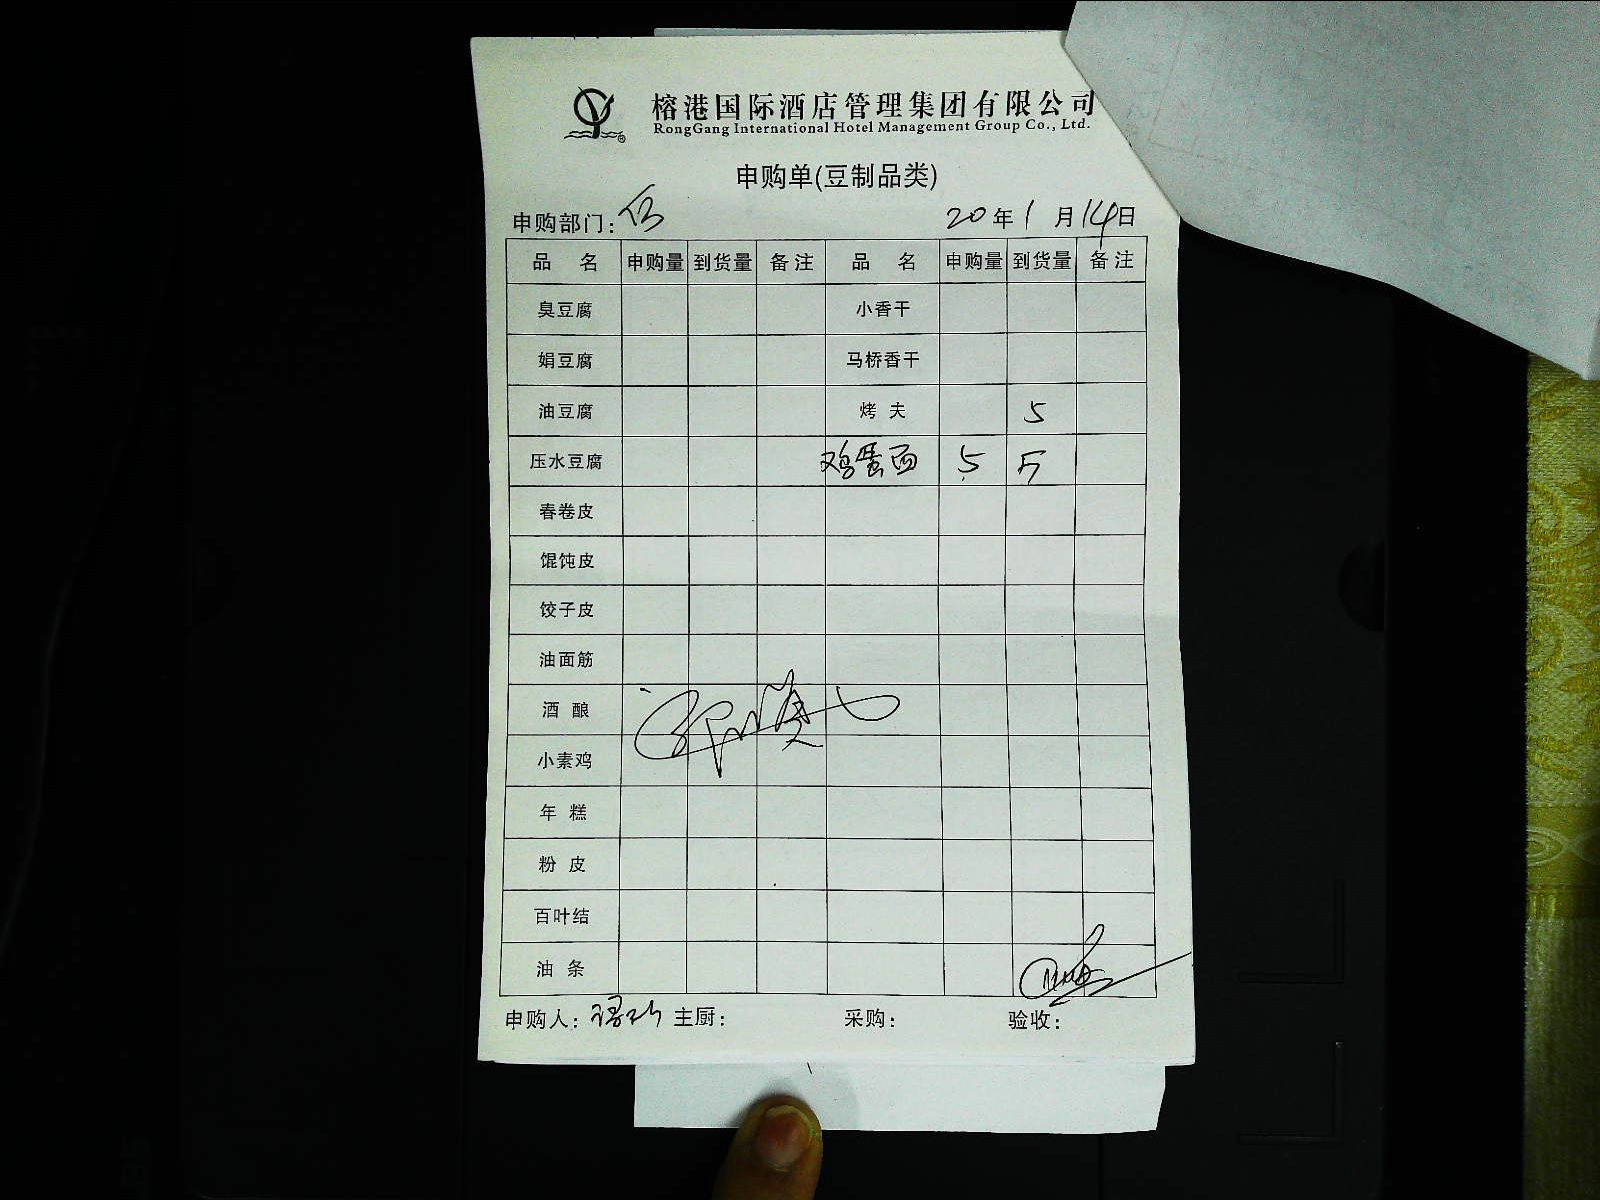 榕港国际酒店管理集团有限公司
RongGang International Hotel Management Group Co., Ltd.
申购单(豆制品类)
申购部门: 20年1月14日
品 名 申购量 到货量 备注 品 名 申购量 到货量 备注
臭豆腐 小香干
娟豆腐 马桥香干
油豆腐 烤夫 5
压水豆腐 鸡蛋面 5 5
春卷皮
馄饨皮
饺子皮
油面筋
酒酿
小素鸡
年糕
粉皮
百叶结
油条
申购人: 主厨: 采购: 验收: